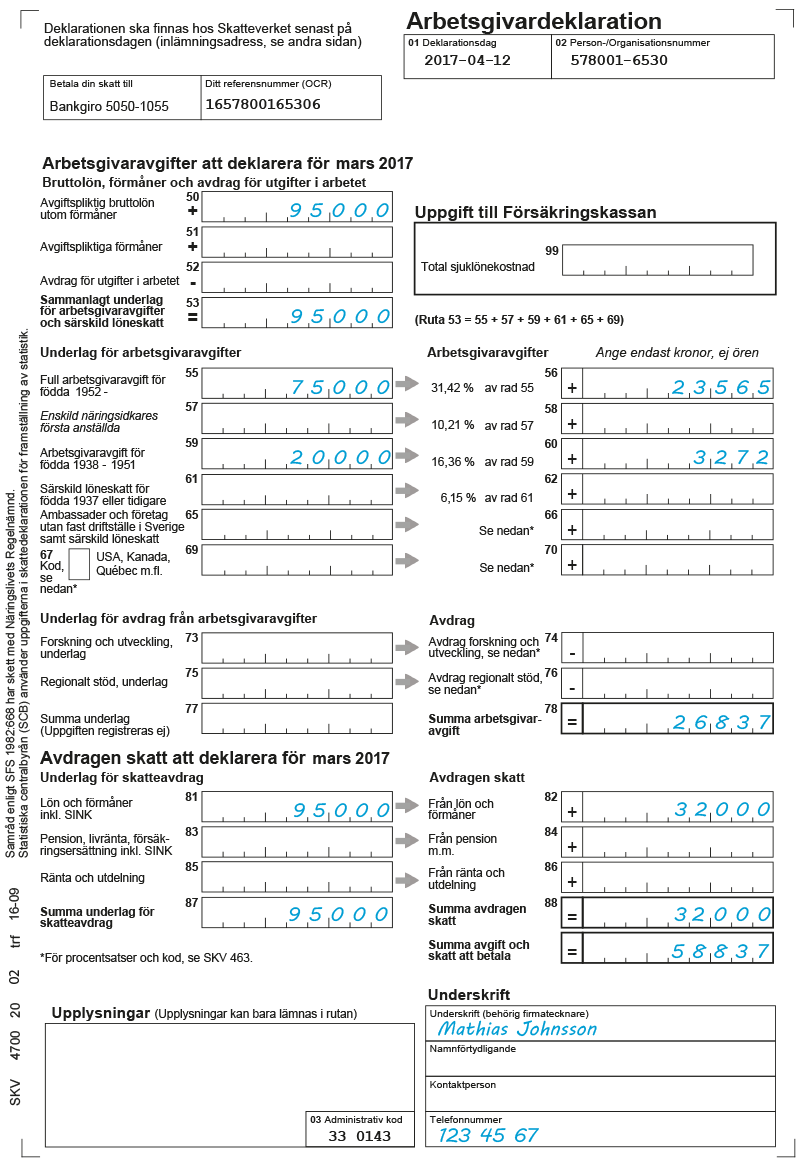 Deklarationen ska finnas hos Skatteverket senast på
deklarationsdagen (inlämningsadress, se andra sidan)
Arbetsgivardeklaration
01 Deklarationsdag
2017-04-12
02 Person-/Organisationsnummer
578001-6530
Betala din skatt till
Bankgiro 5050-1055
Ditt referensnummer (OCR)
1657800165306
Arbetsgivaravgifter att deklarera för mars 2017
Bruttolön, förmåner och avdrag för utgifter i arbetet
Avgiftspliktig bruttolön
utom förmåner
50
+
95000
Avgiftspliktiga förmåner
51
+
Avdrag för utgifter i arbetet
52
-
Sammanlagt underlag
för arbetsgivaravgifter
och särskild löneskatt
53
=
95000
Uppgift till Försäkringskassan
Total sjuklönekostnad
99
(Ruta 53 = 55 + 57 + 59 + 61 + 65 + 69)
Underlag för arbetsgivaravgifter
Arbetsgivaravgifter
Ange endast kronor, ej ören
Full arbetsgivaravgift för
födda 1952 -
55
75000
31,42 % av rad 55
56
+
23565
Enskild näringsidkares
första anställda
57
10,21 % av rad 57
58
+
Arbetsgivaravgift för
födda 1938 - 1951
59
20000
16,36 % av rad 59
60
+
3272
Särskild löneskatt för
födda 1937 eller tidigare
61
6,15 % av rad 61
62
+
Ambassader och företag
utan fast driftställe i Sverige
samt särskild löneskatt
65
Se nedan*
66
+
67
Kod,
se
nedan*
USA, Kanada,
Québec m.fl.
69
Se nedan*
70
+
Underlag för avdrag från arbetsgivaravgifter
Avdrag
Forskning och utveckling,
underlag
73
Avdrag forskning och
utveckling, se nedan*
74
-
Regionalt stöd, underlag
75
Avdrag regionalt stöd,
se nedan*
76
-
Summa underlag
(Uppgiften registreras ej)
77
Summa arbetsgivar-
avgift
78
=
26837
Avdragen skatt att deklarera för mars 2017
Underlag för skatteavdrag
Avdragen skatt
Lön och förmåner
inkl. SINK
81
95000
Från lön och
förmåner
82
+
32000
Pension, livränta, försäk-
ringsersättning inkl. SINK
83
Från pension
m.m.
84
+
Ränta och utdelning
85
Från ränta och
utdelning
86
+
Summa underlag för
skatteavdrag
87
95000
Summa avdragen
skatt
88
=
32000
Summa avgift och
skatt att betala
=
58837
*För procentsatser och kod, se SKV 463.
Upplysningar (Upplysningar kan bara lämnas i rutan)
03 Administrativ kod
33 0143
Underskrift
Underskrift (behörig firmatecknare)
Mathias Johnsson
Namnförtydligande
Kontaktperson
Telefonnummer
123 45 67
Samråd enligt SFS 1982:668 har skett med Näringslivets Regelnämnd.
Statistiska centralbyrån (SCB) använder uppgifterna i skattedeklarationen för framställning av statistik.
SKV 4700 20 02 trf 16-09